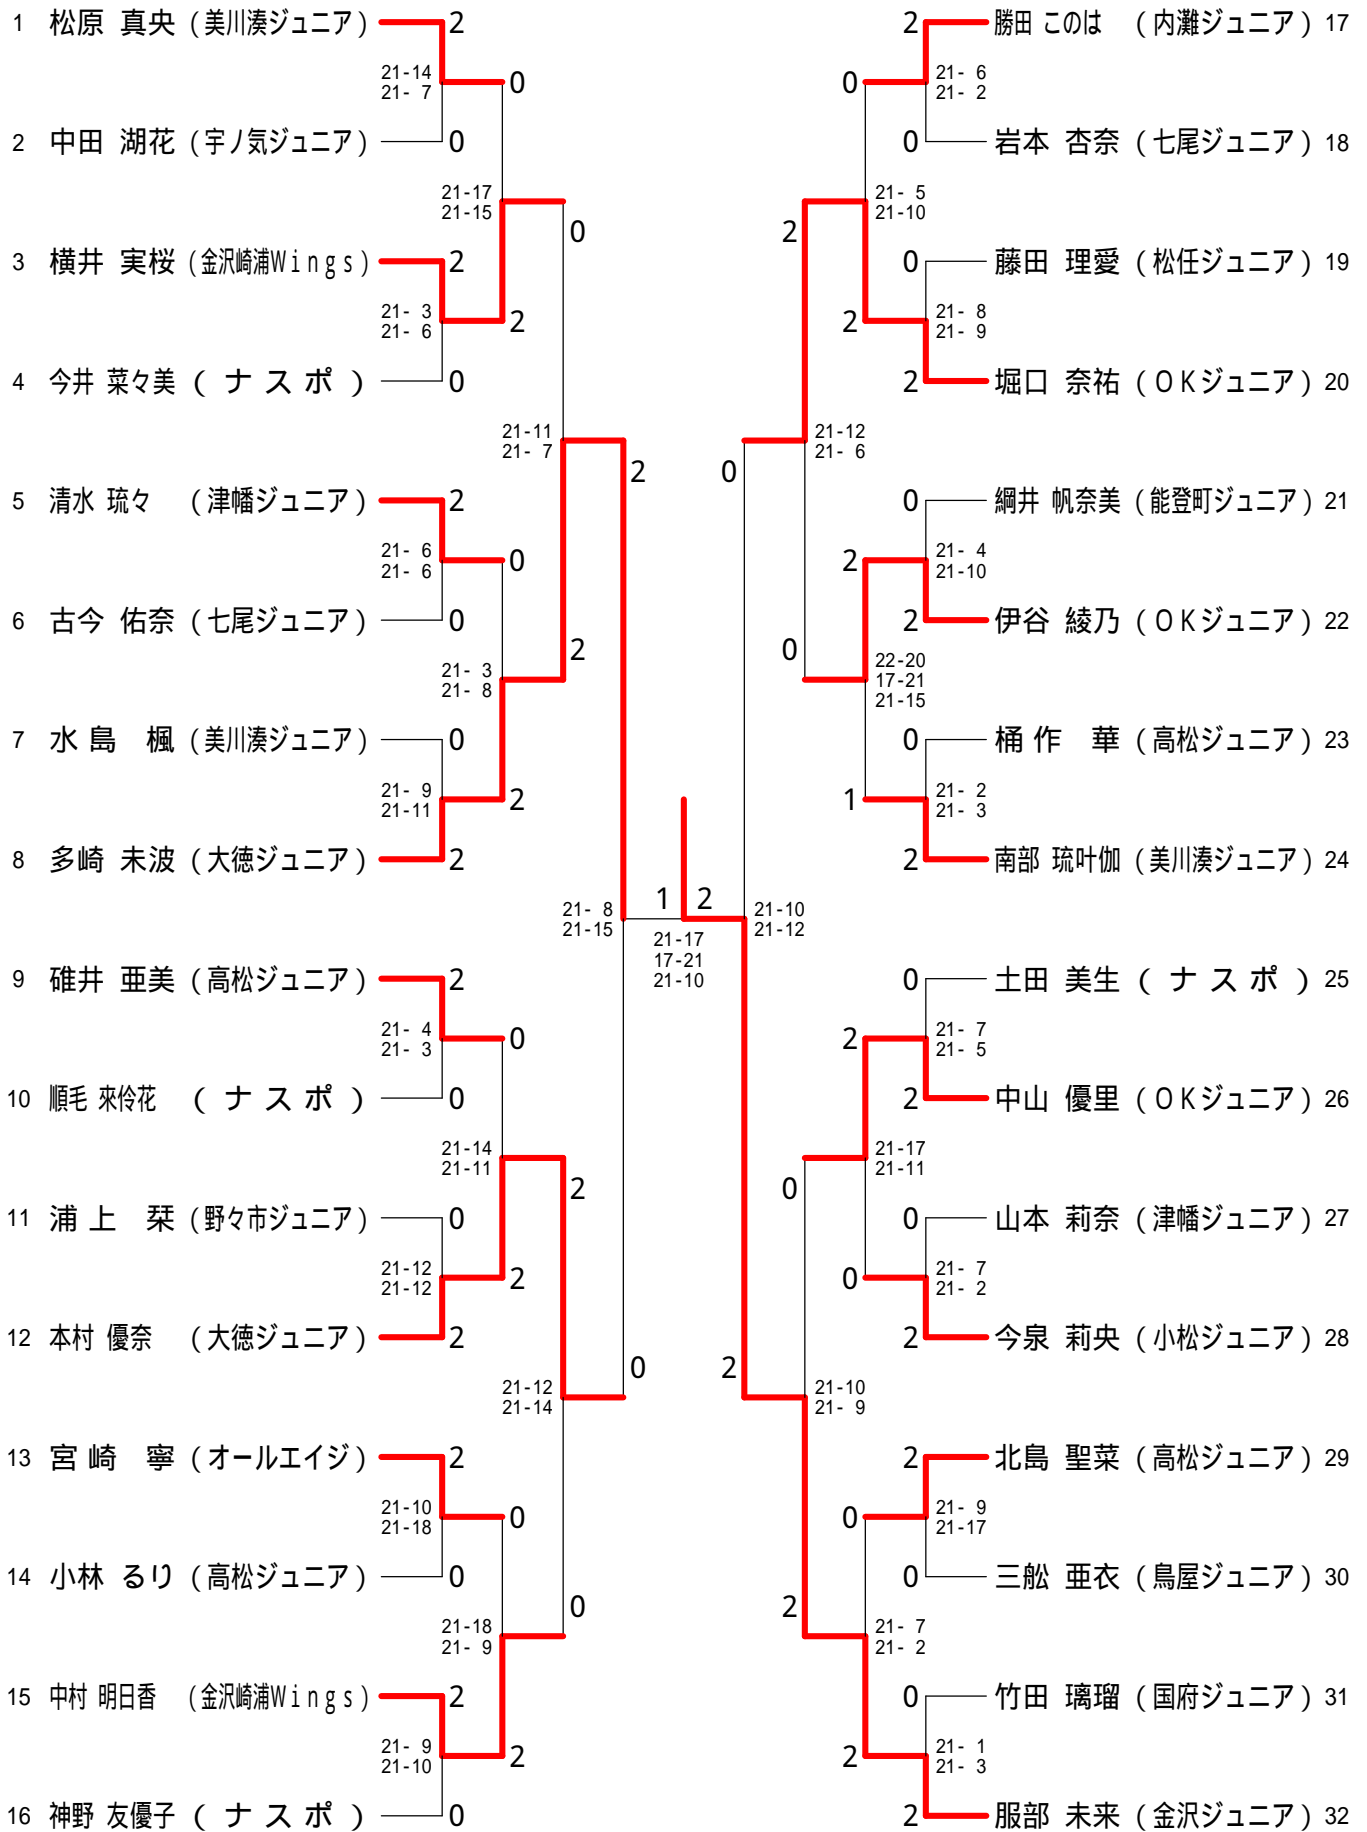 1 松原 真央 (美川湊ジュニア) 2
21-14
21- 7
0
2 中田 湖花 (宇ノ気ジュニア) 0
21-17
21-15
0
3 横井 実桜 (金沢崎浦Wings) 2
21- 3
21- 6
2
4 今井 菜々美 (ナスポ) 0
21-11
21- 7
2
5 清水 琉々 (津幡ジュニア) 2
21- 6
21- 6
0
6 古今 佑奈 (七尾ジュニア) 0
21- 3
21- 8
2
7 水島 楓 (美川湊ジュニア) 0
21- 9
21-11
2
8 多崎 未波 (大徳ジュニア) 2
21- 8
21-15
1 2
21-17
17-21
21-10
9 碓井 亜美 (高松ジュニア) 2
21- 4
21- 3
0
10 順毛 來伶花 (ナスポ) 0
21-14
21-11
2
11 浦上 栞 (野々市ジュニア) 0
21-12
21-12
2
12 本村 優奈 (大徳ジュニア) 2
21-12
21-14
0
13 宮崎 寧 (オールエイジ) 2
21-10
21-18
0
14 小林 るり (高松ジュニア) 0
21-18
21- 9
0
15 中村 明日香 (金沢崎浦Wings) 2
21- 9
21-10
2
16 神野 友優子 (ナスポ) 0
2 勝田 このは (内灘ジュニア) 17
0
21- 6
21- 2
0 岩本 杏奈 (七尾ジュニア) 18
2
21- 5
21-10
0 藤田 理愛 (松任ジュニア) 19
2
21- 8
21- 9
2 堀口 奈祐 (OKジュニア) 20
0
21-12
21- 6
0 綱井 帆奈美 (能登町ジュニア) 21
2
21- 4
21-10
2 伊谷 綾乃 (OKジュニア) 22
0
22-20
17-21
21-15
0 桶作 華 (高松ジュニア) 23
1
21- 2
21- 3
2 南部 琉叶伽 (美川湊ジュニア) 24
21-10
21-12
0 土田 美生 (ナスポ) 25
2
21- 7
21- 5
2 中山 優里 (OKジュニア) 26
0
21-17
21-11
0 山本 莉奈 (津幡ジュニア) 27
0
21- 7
21- 2
2 今泉 莉央 (小松ジュニア) 28
2
21-10
21- 9
2 北島 聖菜 (高松ジュニア) 29
0
21- 9
21-17
0 三舩 亜衣 (鳥屋ジュニア) 30
2
21- 7
21- 2
0 竹田 璃瑠 (国府ジュニア) 31
2
21- 1
21- 3
2 服部 未来 (金沢ジュニア) 32